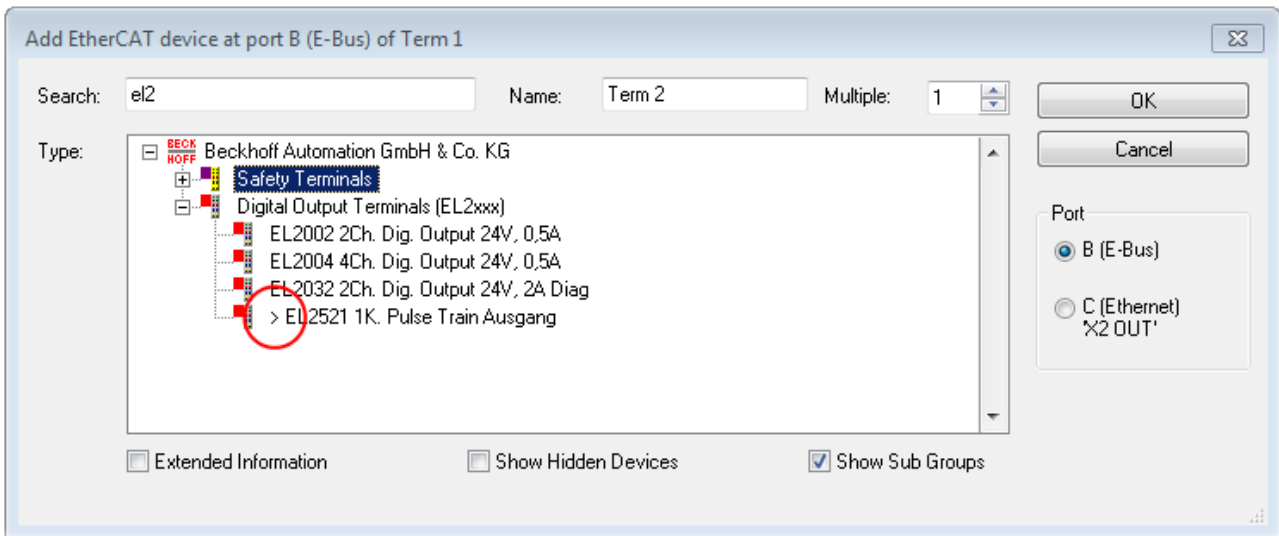 Add EtherCAT device at port B (E-Bus) of Term 1
Search: el2 Name: Term 2 Multiple: 1 OK
Type: BECKHOFF Beckhoff Automation GmbH & Co. KG Cancel
Safety Terminals
Digital Output Terminals (EL2xxx)
EL2002 2Ch. Dig. Output 24V, 0,5A
EL2004 4Ch. Dig. Output 24V, 0,5A
EL2032 2Ch. Dig. Output 24V, 2A Diag
> EL2521 1K. Pulse Train Ausgang
Port
B (E-Bus)
C (Ethernet)
'X2 OUT'
Extended Information Show Hidden Devices Show Sub Groups